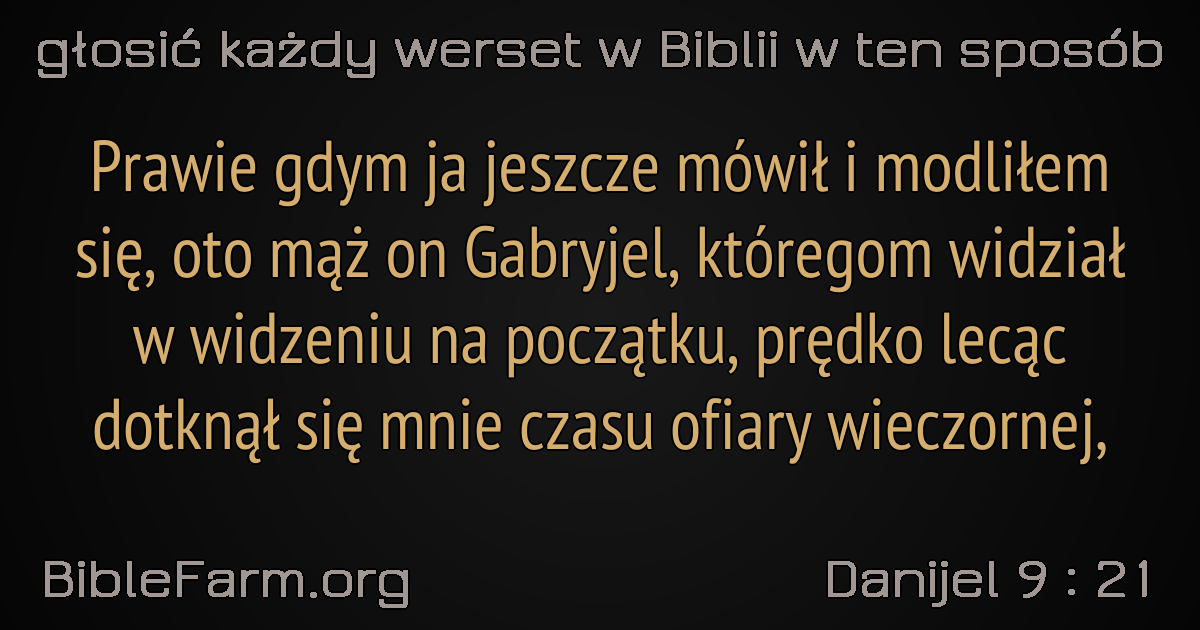 głosić każdy werset w Biblii w ten sposób
Prawie gdym ja jeszcze mówił i modliłem
się, oto mąż on Gabryjel, któregom widział
w widzeniu na początku, prędko lecąc
dotknął się mnie czasu ofiary wieczornej,
BibleFarm.org
Danijel 9 : 21